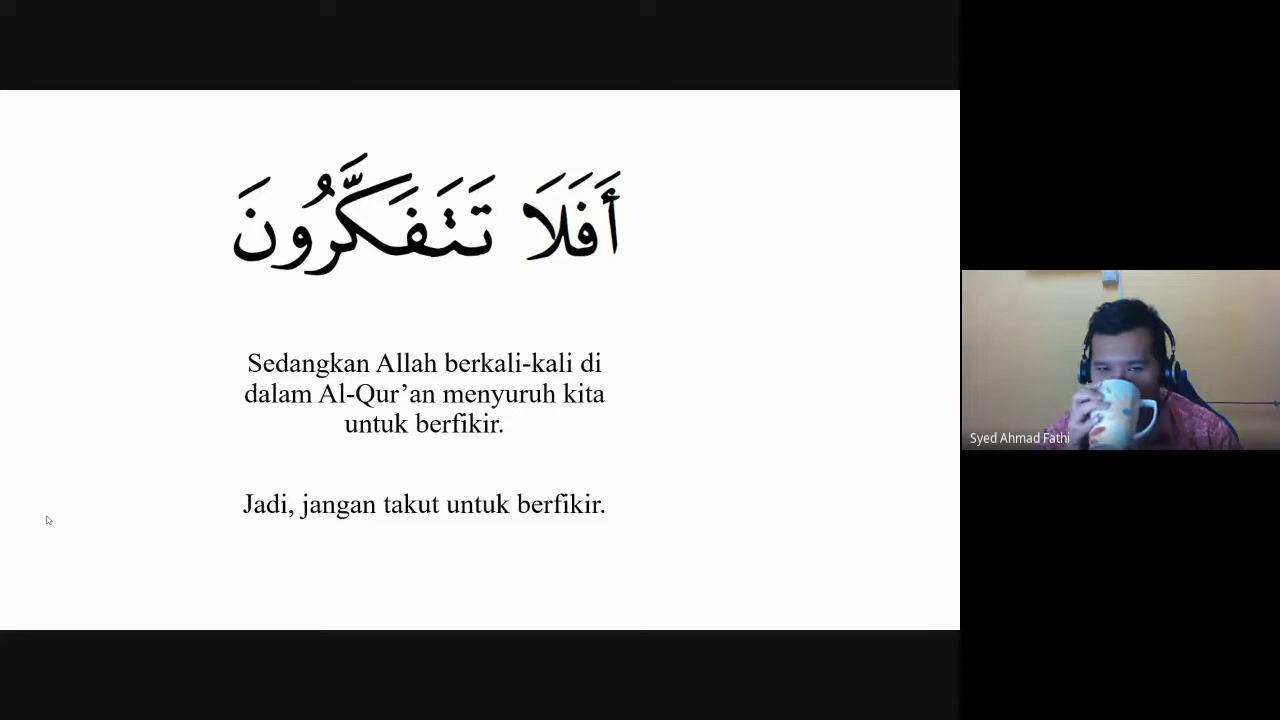 أَفَلَا تَتَفَكَّرُونَ
Sedangkan Allah berkali-kali di
dalam Al-Qur’an menyuruh kita
untuk berfikir.
Jadi, jangan takut untuk berfikir.
Syed Ahmad Fathi